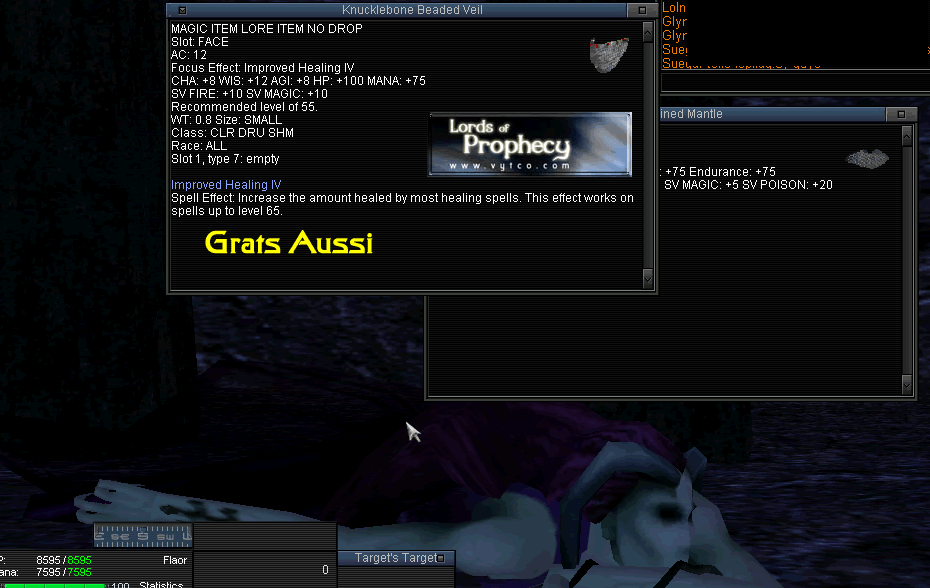 Knucklebone Beaded Veil
MAGIC ITEM LORE ITEM NO DROP
Slot: FACE
AC: 12
Focus Effect: Improved Healing IV
CHA: +8 WIS: +12 AGI: +8 HP: +100 MANA: +75
SV FIRE: +10 SV MAGIC: +10
Recommended level of 55.
WT: 0.8 Size: SMALL
Class: CLR DRU SHM
Race: ALL
Slot 1, type 7: empty
Improved Healing IV
Spell Effect: Increase the amount healed by most healing spells. This effect works on
spells up to level 65.
Lords of
Prophecy
www.vytco.com
Grats Aussi
Loln
Glyr
Glyr
ined Mantle
: +75 Endurance: +75
SV MAGIC: +5 SV POISON: +20
E SE S SW W
P: 8595/8595
ana: 7595/7595
Flaor
100
Statistics
0
Target's Target